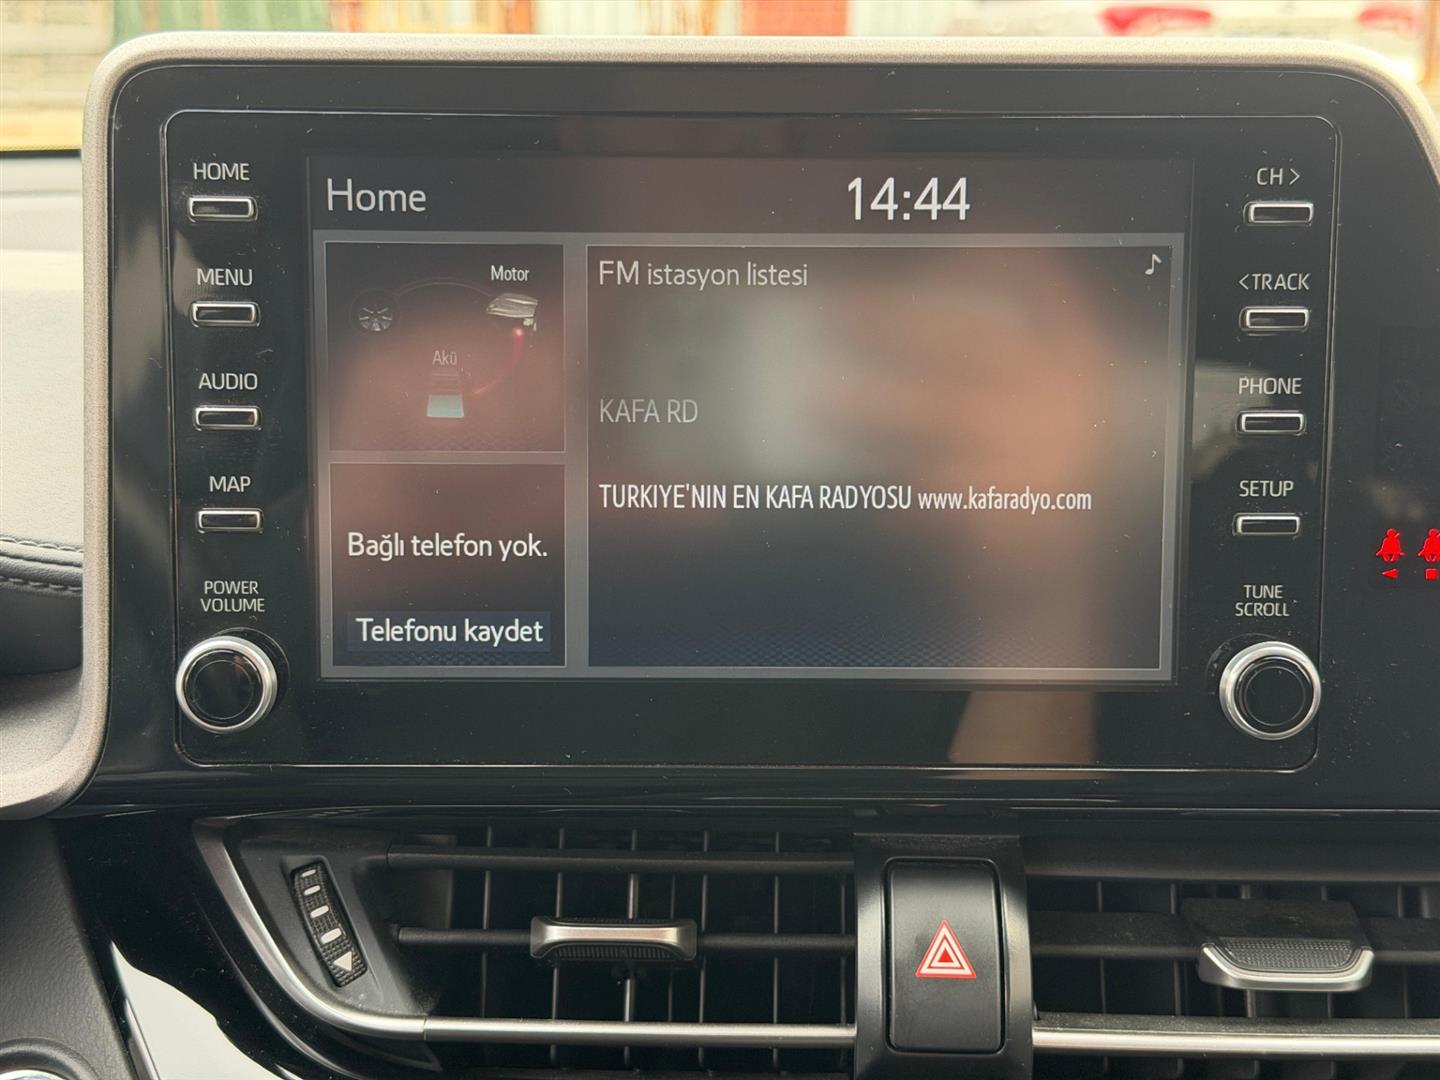 HOME
MENU
AUDIO
MAP
POWER
VOLUME
Home
14:44
Motor
Akü
Bağlı telefon yok.
Telefonu kaydet
FM istasyon listesi
KAFA RD
TURKIYE'NIN EN KAFA RADYOSU www.kafaradyo.com
CH >
< TRACK
PHONE
SETUP
TUNE
SCROLL